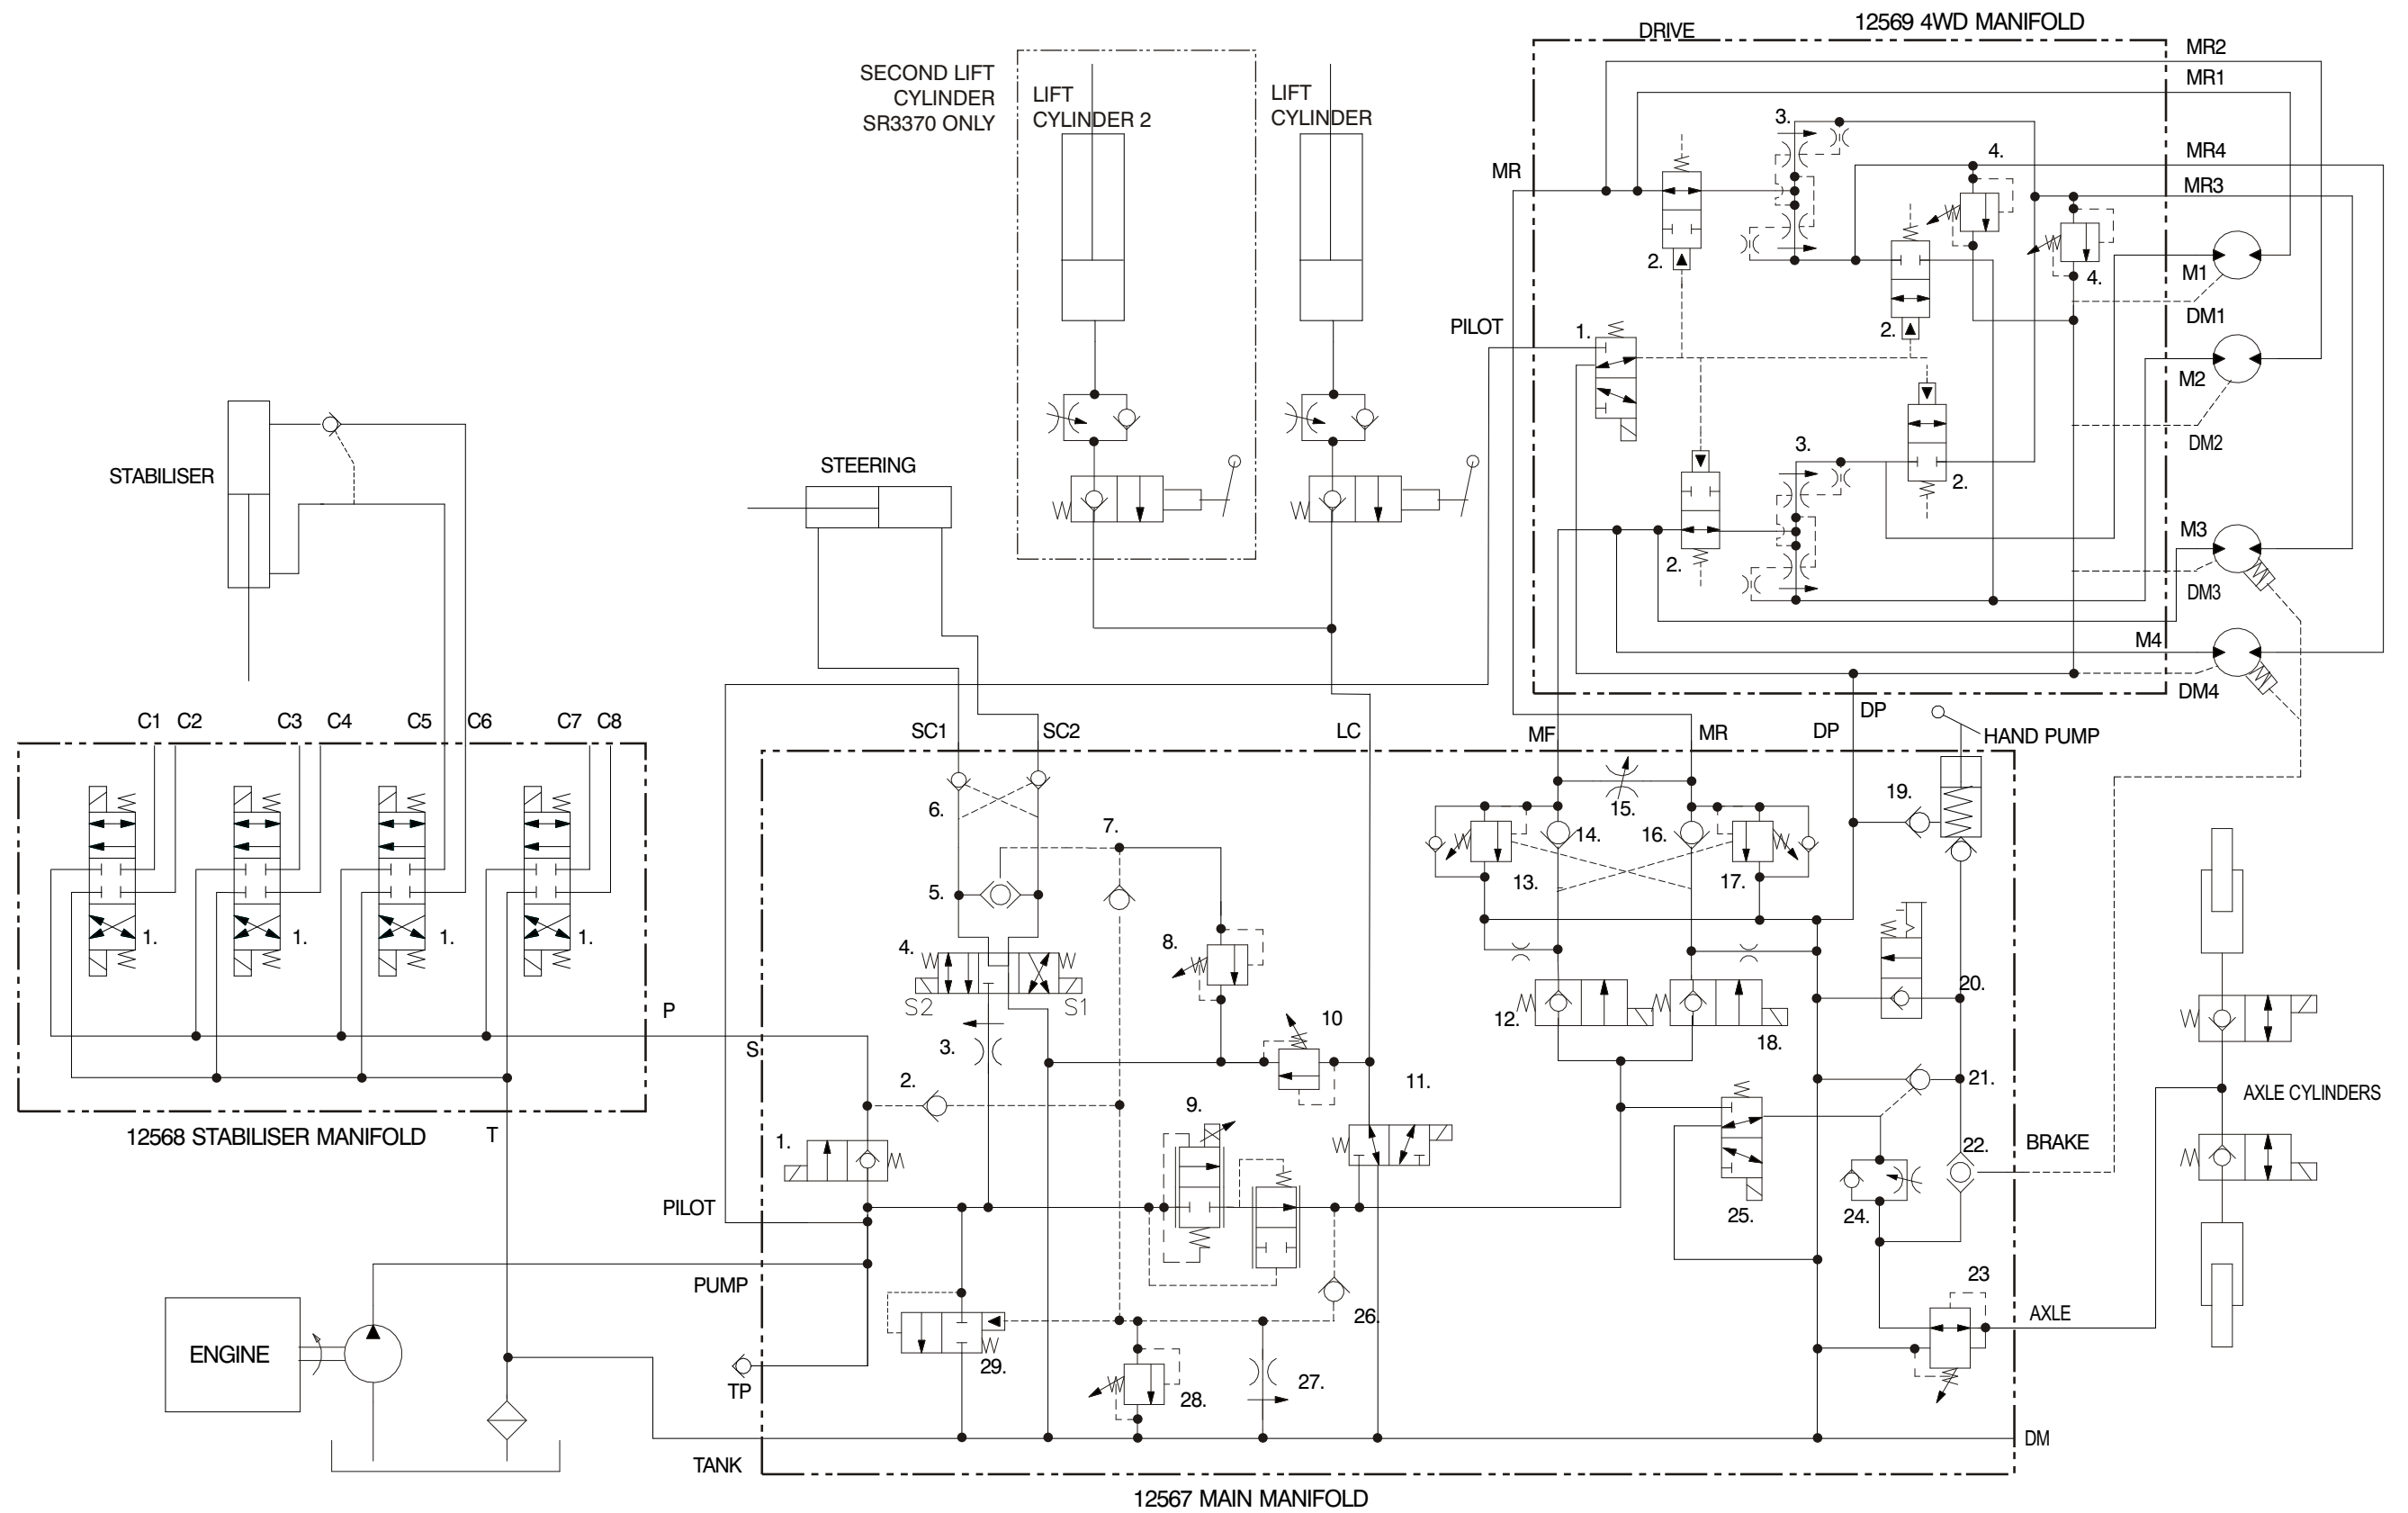 12569 4WD MANIFOLD
DRIVE
MR2
MR1
SECOND LIFT
CYLINDER
SR3370 ONLY
LIFT
CYLINDER 2
LIFT
CYLINDER
3.
4.
MR4
MR
MR3
2.
4.
M1
DM1
PILOT
1.
2.
M2
DM2
3.
2.
STABILISER
STEERING
M3
2.
DM3
M4
DM4
C1
C2
C3
C4
C5
C6
C7
C8
SC1
SC2
LC
MF
MR
DP
DP
HAND PUMP
6.
7.
15.
19.
14.
16.
13.
17.
5.
1.
1.
1.
1.
4.
8.
S2
S1
20.
12.
18.
P
S
3.
10
2.
9.
11.
21.
AXLE CYLINDERS
12568 STABILISER MANIFOLD
T
1.
22.
BRAKE
PILOT
25.
24.
PUMP
23
26.
AXLE
ENGINE
29.
TP
28.
27.
TANK
DM
12567 MAIN MANIFOLD